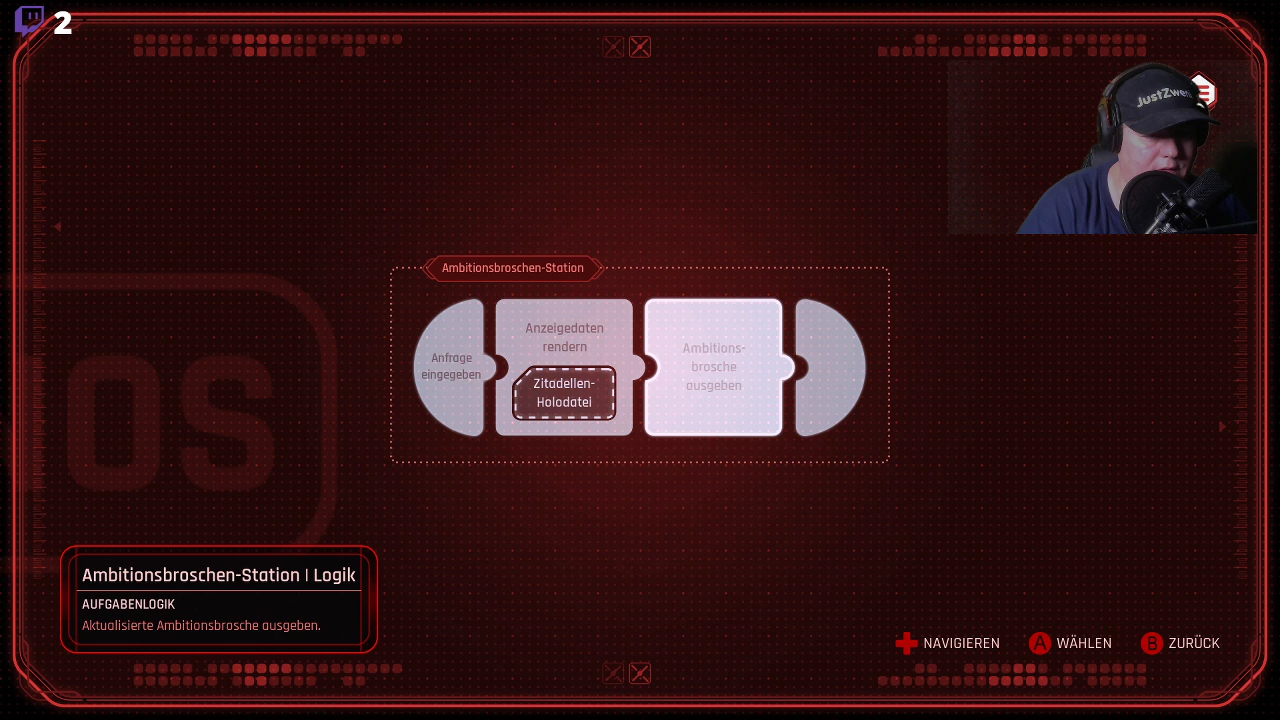 2
JustZwerg
Ambitionsbroschen-Station
Anfrage
eingegeben
Anzeigedaten
rendern
Zitadellen-
Holodatei
Ambitions-
brosche
ausgeben
OS
Ambitionsbroschen-Station | Logik
AUFGABENLOGIK
Aktualisierte Ambitionsbrosche ausgeben.
NAVIGIEREN
A WÄHLEN
B ZURÜCK